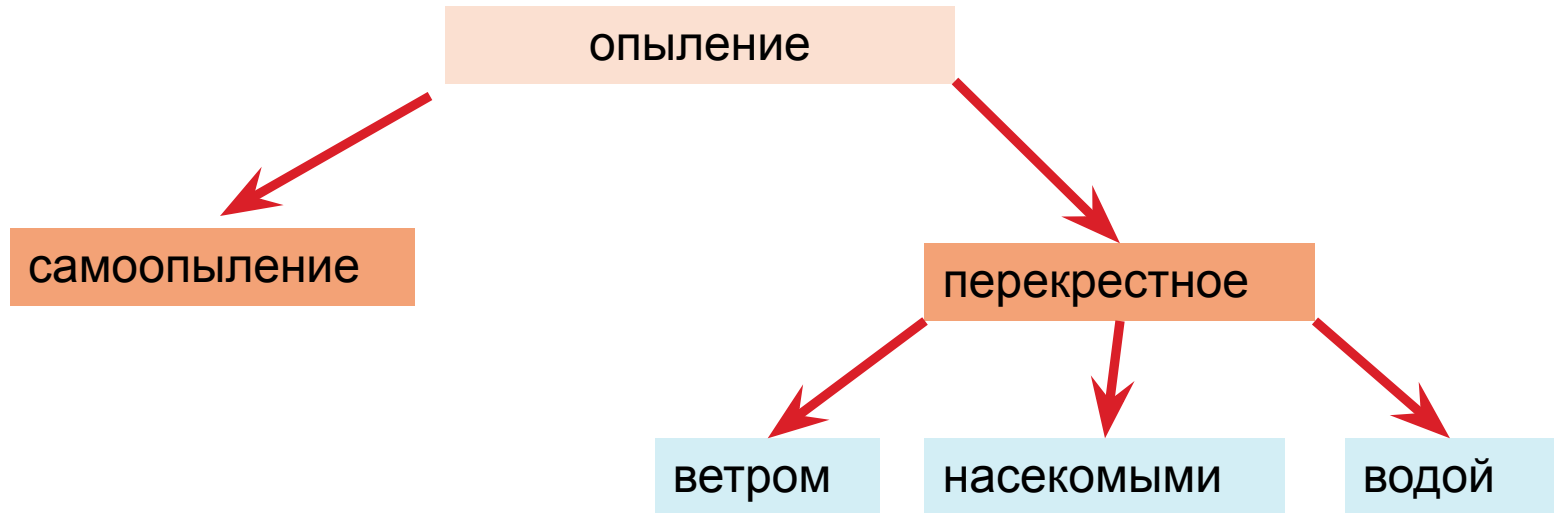 опыление
самоопыление
перекрестное
ветром
насекомыми
водой